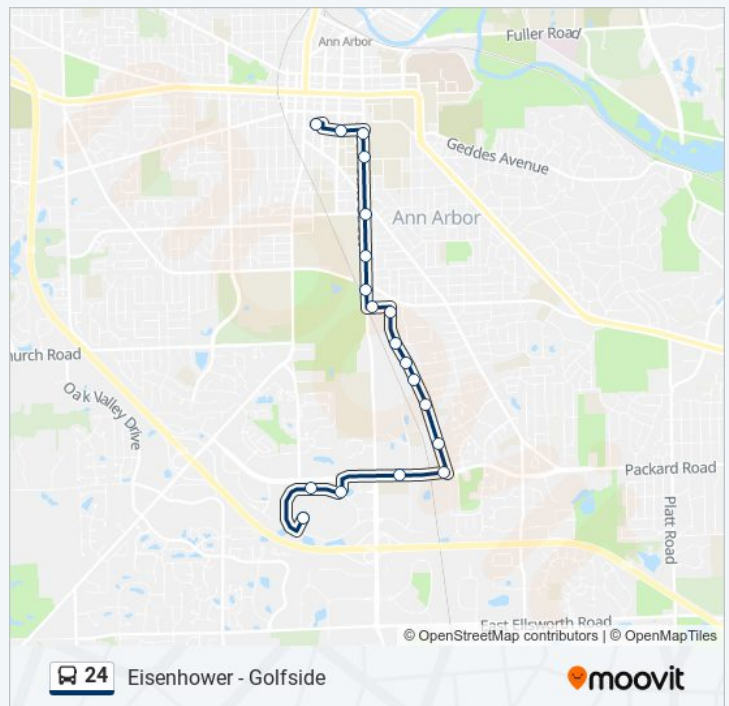 Ann Arbor
Fuller Road
Geddes Avenue
Ann Arbor
hurch Road
Oak Valley Drive
Packard Road
Platt Road
East Ellsworth Road
© OpenStreetMap contributors | © OpenMapTiles
24 Eisenhower - Golfside
moovit